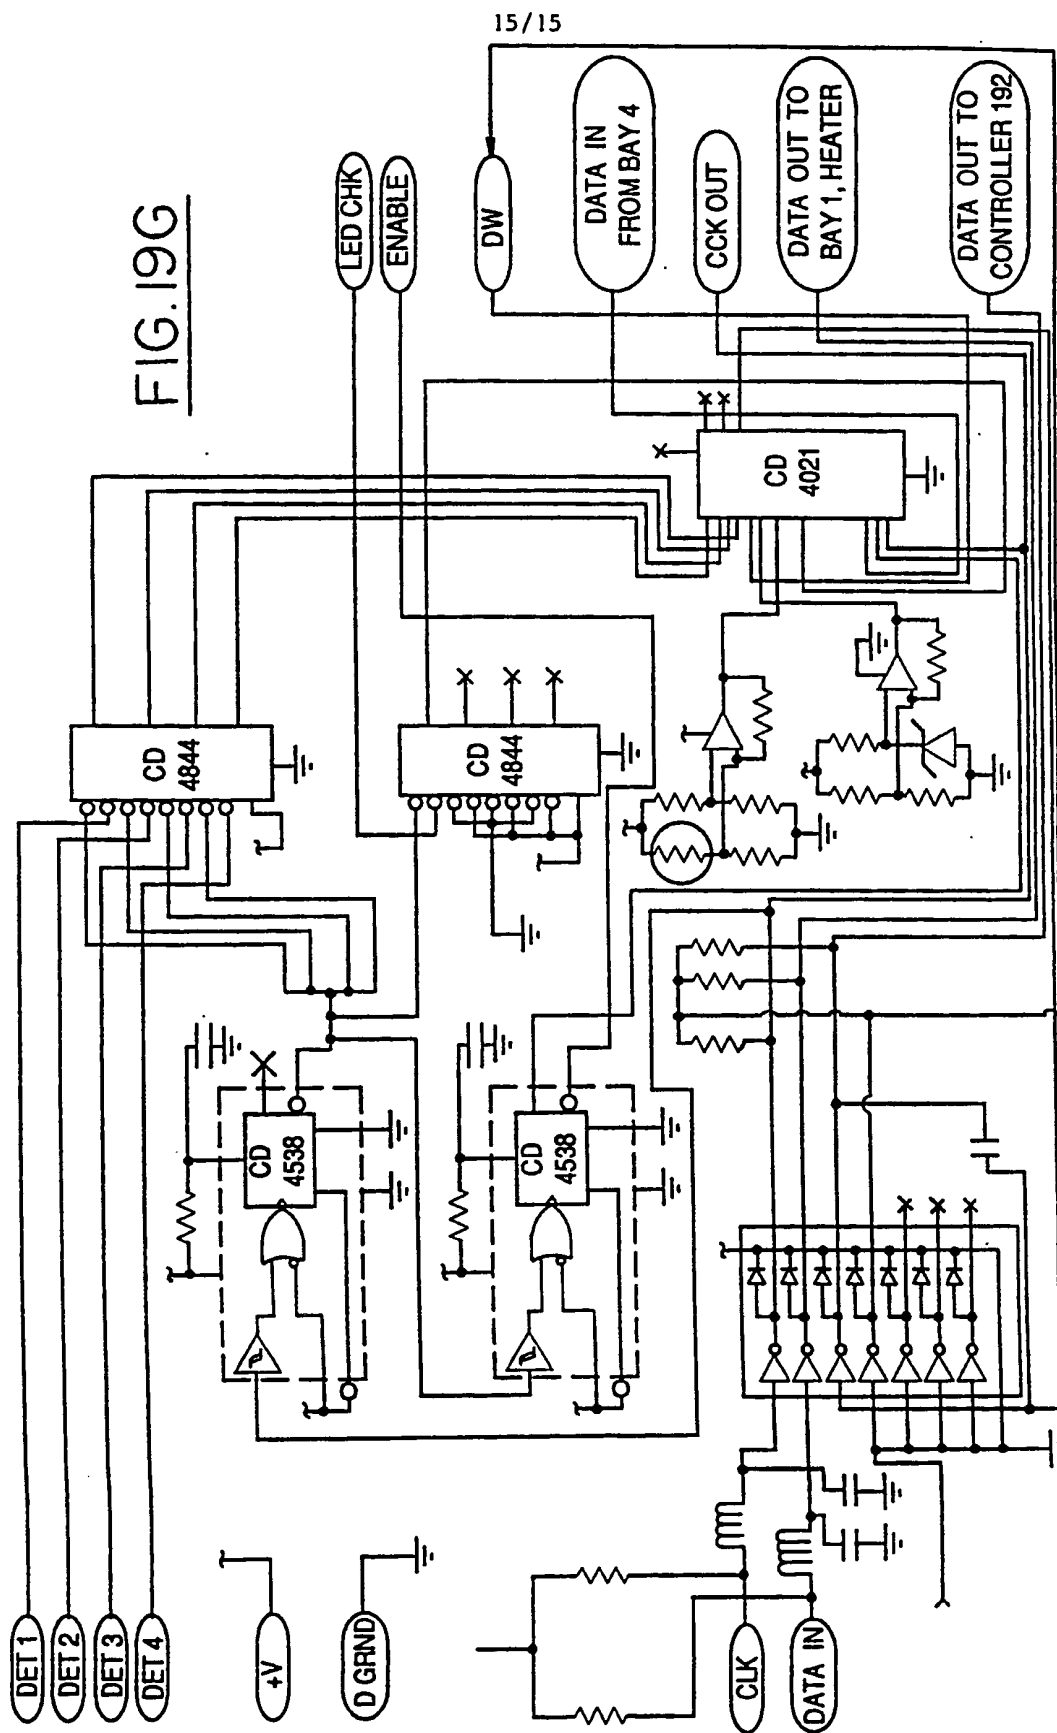 15/15
FIG.19G
DET 1
DET 2
DET 3
DET 4
+V
D GRND
CLK
DATA IN
CD
4844
CD
4844
CD
4538
CD
4538
CD
4021
LED CHK
ENABLE
DW
DATA IN
FROM BAY 4
CCK OUT
DATA OUT TO
BAY 1, HEATER
DATA OUT TO
CONTROLLER 192